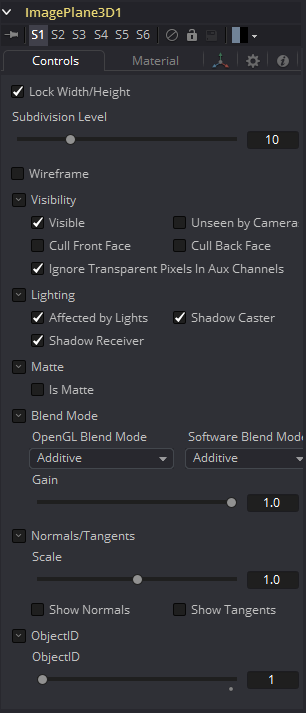 ImagePlane3D1
S1 S2 S3 S4 S5 S6
Controls Material
Lock Width/Height
Subdivision Level
10
Wireframe
Visibility
Visible Unseen by Camera
Cull Front Face Cull Back Face
Ignore Transparent Pixels In Aux Channels
Lighting
Affected by Lights Shadow Caster
Shadow Receiver
Matte
Is Matte
Blend Mode
OpenGL Blend Mode Software Blend Mod
Additive Additive
Gain
1.0
Normals/Tangents
Scale
1.0
Show Normals Show Tangents
ObjectID
ObjectID
1